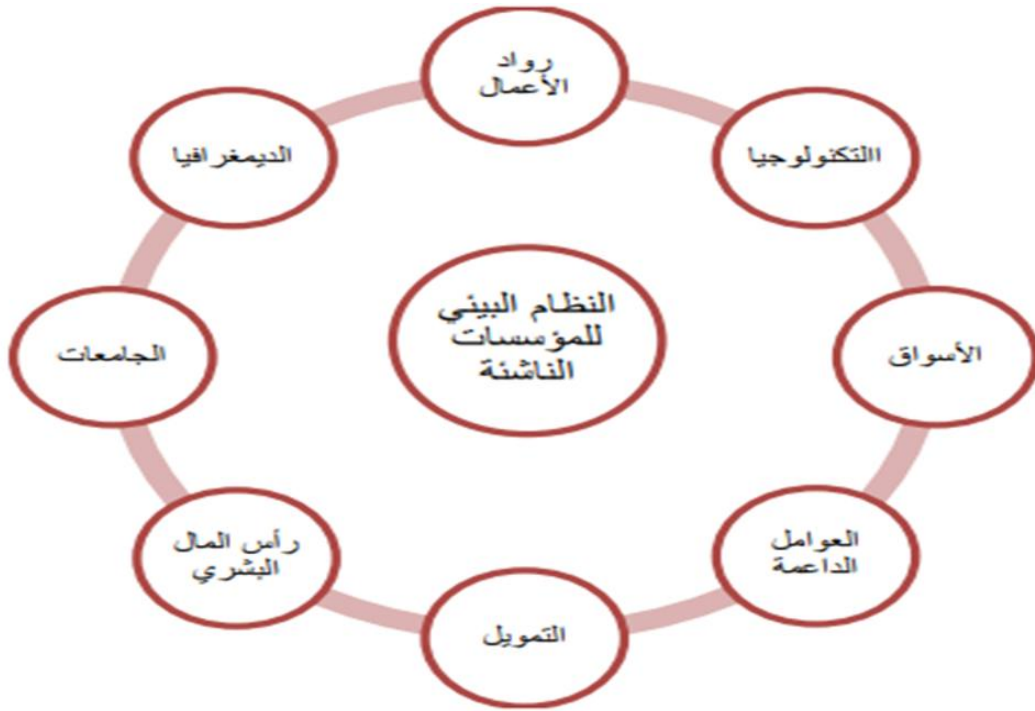 رواد
الأعمال
االتكنولوجيا
الأسواق
العوامل
الداعمة
التمويل
رأس المال
البشري
الجامعات
الديمغرافيا
النظام البيئي
للمؤسسات
الناشئة